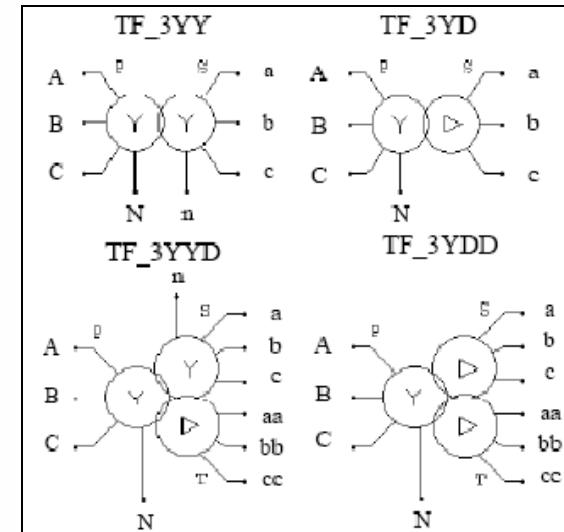 TF_3YY
P S
A a
Y Y
B b
C c
N n
TF_3YD
P S
A a
Y
B b
C c
N
TF_3YYD
n
S a
P b
A Y
Y c
B aa
C bb
T cc
N
TF_3YDD
S a
P b
A c
Y
B aa
C bb
T cc
N